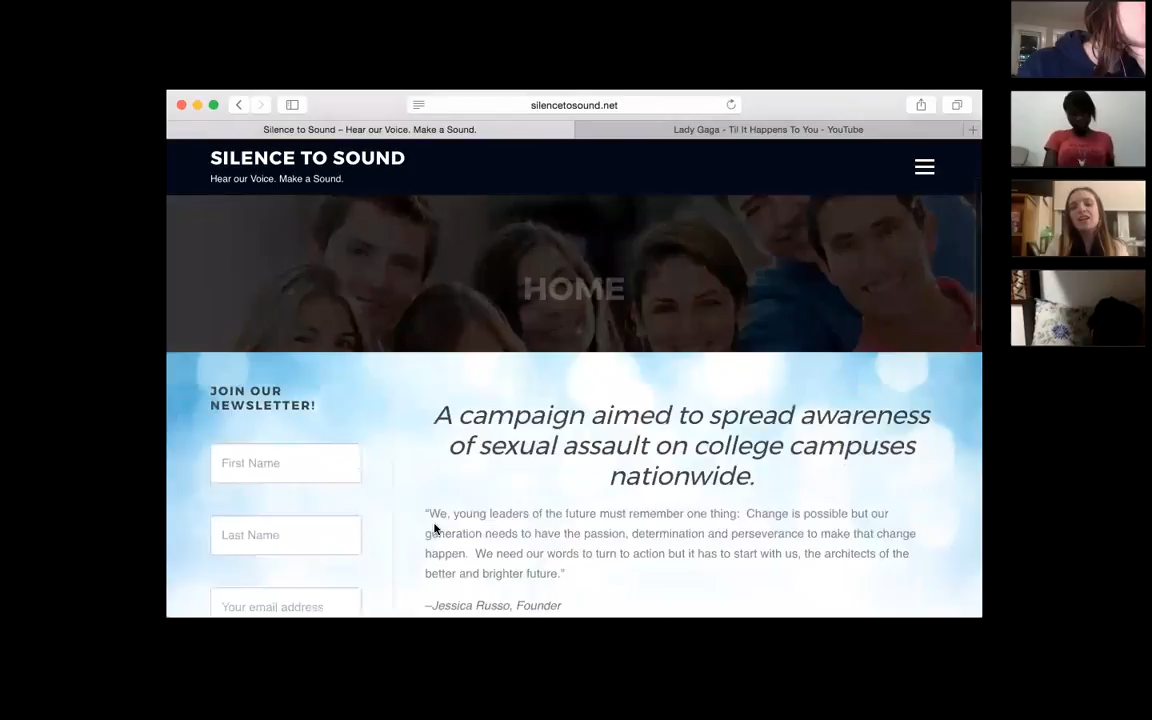 silencetosound.net
Silence to Sound – Hear our Voice. Make a Sound.
Lady Gaga - Til It Happens To You - YouTube
SILENCE TO SOUND
Hear our Voice. Make a Sound.
HOME
JOIN OUR
NEWSLETTER!
First Name
Last Name
Your email address
A campaign aimed to spread awareness
of sexual assault on college campuses
nationwide.
“We, young leaders of the future must remember one thing:  Change is possible but our
generation needs to have the passion, determination and perseverance to make that change
happen.  We need our words to turn to action but it has to start with us, the architects of the
better and brighter future.”
–Jessica Russo, Founder